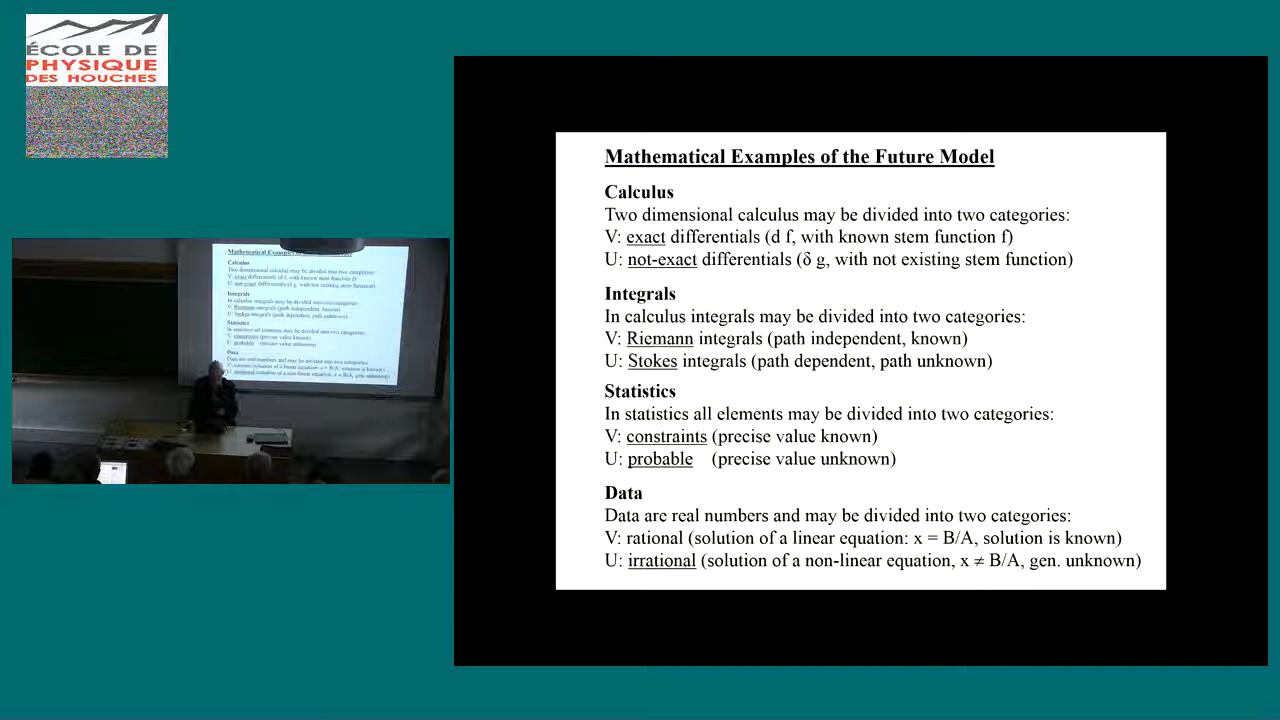 ÉCOLE DE
PHYSIQUE
DES HOUCHES
Mathematical Examples of the Future Model
Calculus
Two dimensional calculus may be divided into two categories:
V: exact differentials (d f, with known stem function f)
U: not-exact differentials (δ g, with not existing stem function)
Integrals
In calculus integrals may be divided into two categories:
V: Riemann integrals (path independent, known)
U: Stokes integrals (path dependent, path unknown)
Statistics
In statistics all elements may be divided into two categories:
V: constraints (precise value known)
U: probable (precise value unknown)
Data
Data are real numbers and may be divided into two categories:
V: rational (solution of a linear equation: x = B/A, solution is known)
U: irrational (solution of a non-linear equation, x ≠ B/A, gen. unknown)